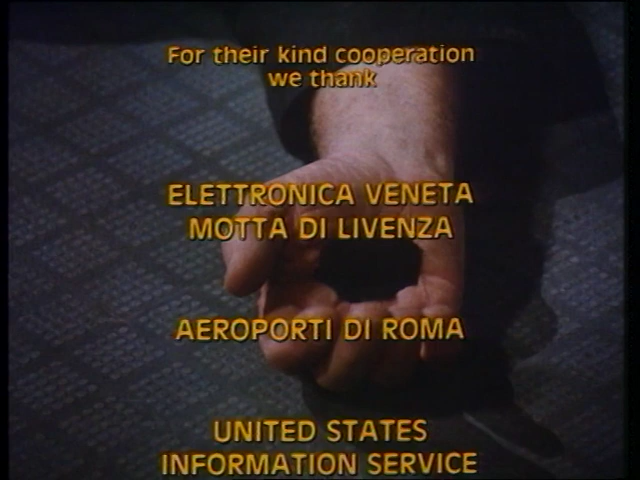 For their kind cooperation
we thank
ELETTRONICA VENETA
MOTTA DI LIVENZA
AEROPORTI DI ROMA
UNITED STATES
INFORMATION SERVICE